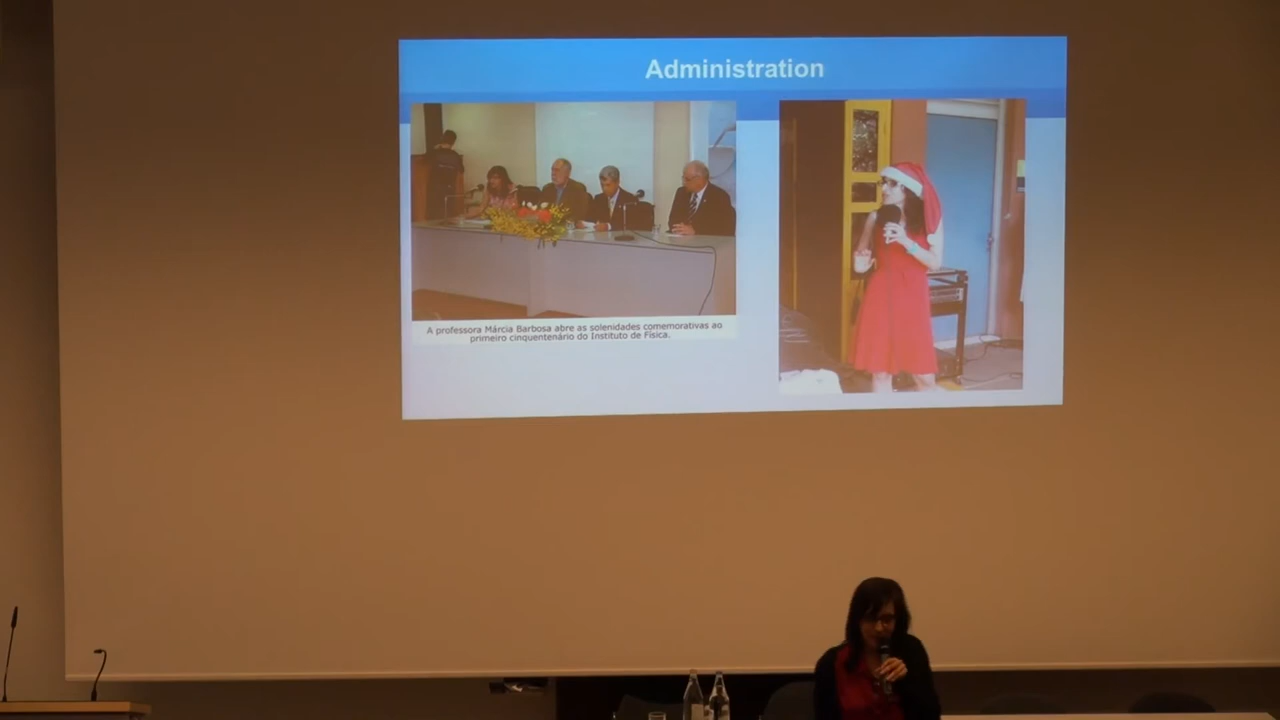 Administration
A professora Márcia Barbosa abre as solenidades comemorativas ao
primeiro cinquentenário do Instituto de Física.